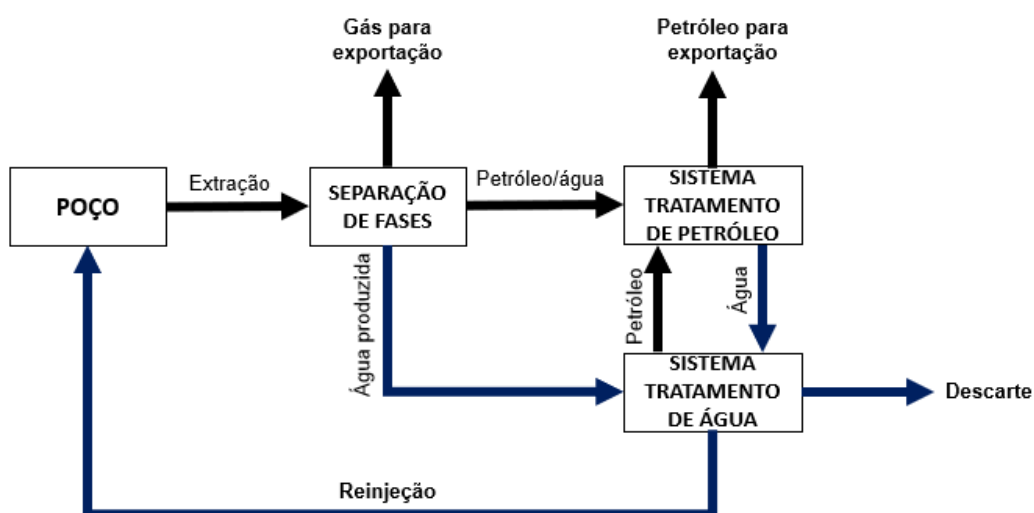 Gás para
exportação
Petróleo para
exportação
POÇO
Extração
SEPARAÇÃO
DE FASES
Petróleo/água
SISTEMA
TRATAMENTO
DE PETRÓLEO
Água produzida
Petróleo
Água
SISTEMA
TRATAMENTO
DE ÁGUA
Descarte
Reinjeção